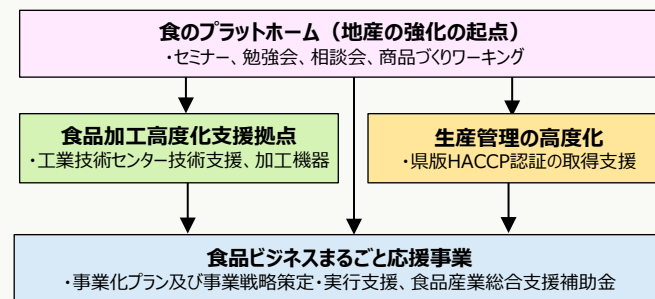 食のプラットホーム（地産の強化の起点）
・セミナー、勉強会、相談会、商品づくりワーキング
食品加工高度化支援拠点
・工業技術センター技術支援、加工機器
生産管理の高度化
・県版HACCP認証の取得支援
食品ビジネスまるごと応援事業
・事業化プラン及び事業戦略策定・実行支援、食品産業総合支援補助金